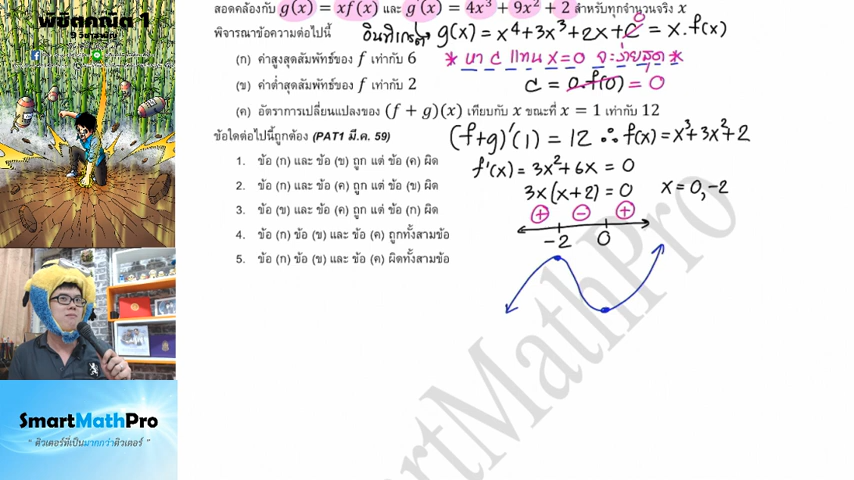 พิชิตคณิต 1
9 วิชาสามัญ
สอดคล้องกับ g(x) = xf(x) และ g′(x) = 4x³ + 9x² + 2 สำหรับทุกจำนวนจริง x
พิจารณาข้อความต่อไปนี้
อินทิเกรต g(x) = x⁴+3x³+2x+c = x·f(x)
0
(ก) ค่าสูงสุดสัมพัทธ์ของ f เท่ากับ 6
* หา c แทน x=0 จะง่ายสุด *
(ข) ค่าต่ำสุดสัมพัทธ์ของ f เท่ากับ 2
c = 0·f(0) = 0
(ค) อัตราการเปลี่ยนแปลงของ (f + g)(x) เทียบกับ x ขณะที่ x = 1 เท่ากับ 12
ข้อใดต่อไปนี้ถูกต้อง (PAT1 มี.ค. 59)
(f+g)′(1) = 12 ∴ f(x) = x³+3x²+2
1. ข้อ (ก) และ ข้อ (ข) ถูก แต่ ข้อ (ค) ผิด
f′(x) = 3x²+6x = 0
2. ข้อ (ก) และ ข้อ (ค) ถูก แต่ ข้อ (ข) ผิด
3x(x+2) = 0 x = 0,-2
3. ข้อ (ข) และ ข้อ (ค) ถูก แต่ ข้อ (ก) ผิด
+ − +
4. ข้อ (ก) ข้อ (ข) และ ข้อ (ค) ถูกทั้งสามข้อ
-2 0
5. ข้อ (ก) ข้อ (ข) และ ข้อ (ค) ผิดทั้งสามข้อ
SmartMathPro
“ ติวเตอร์ที่เป็นมากกว่าติวเตอร์ ”
artMathPro